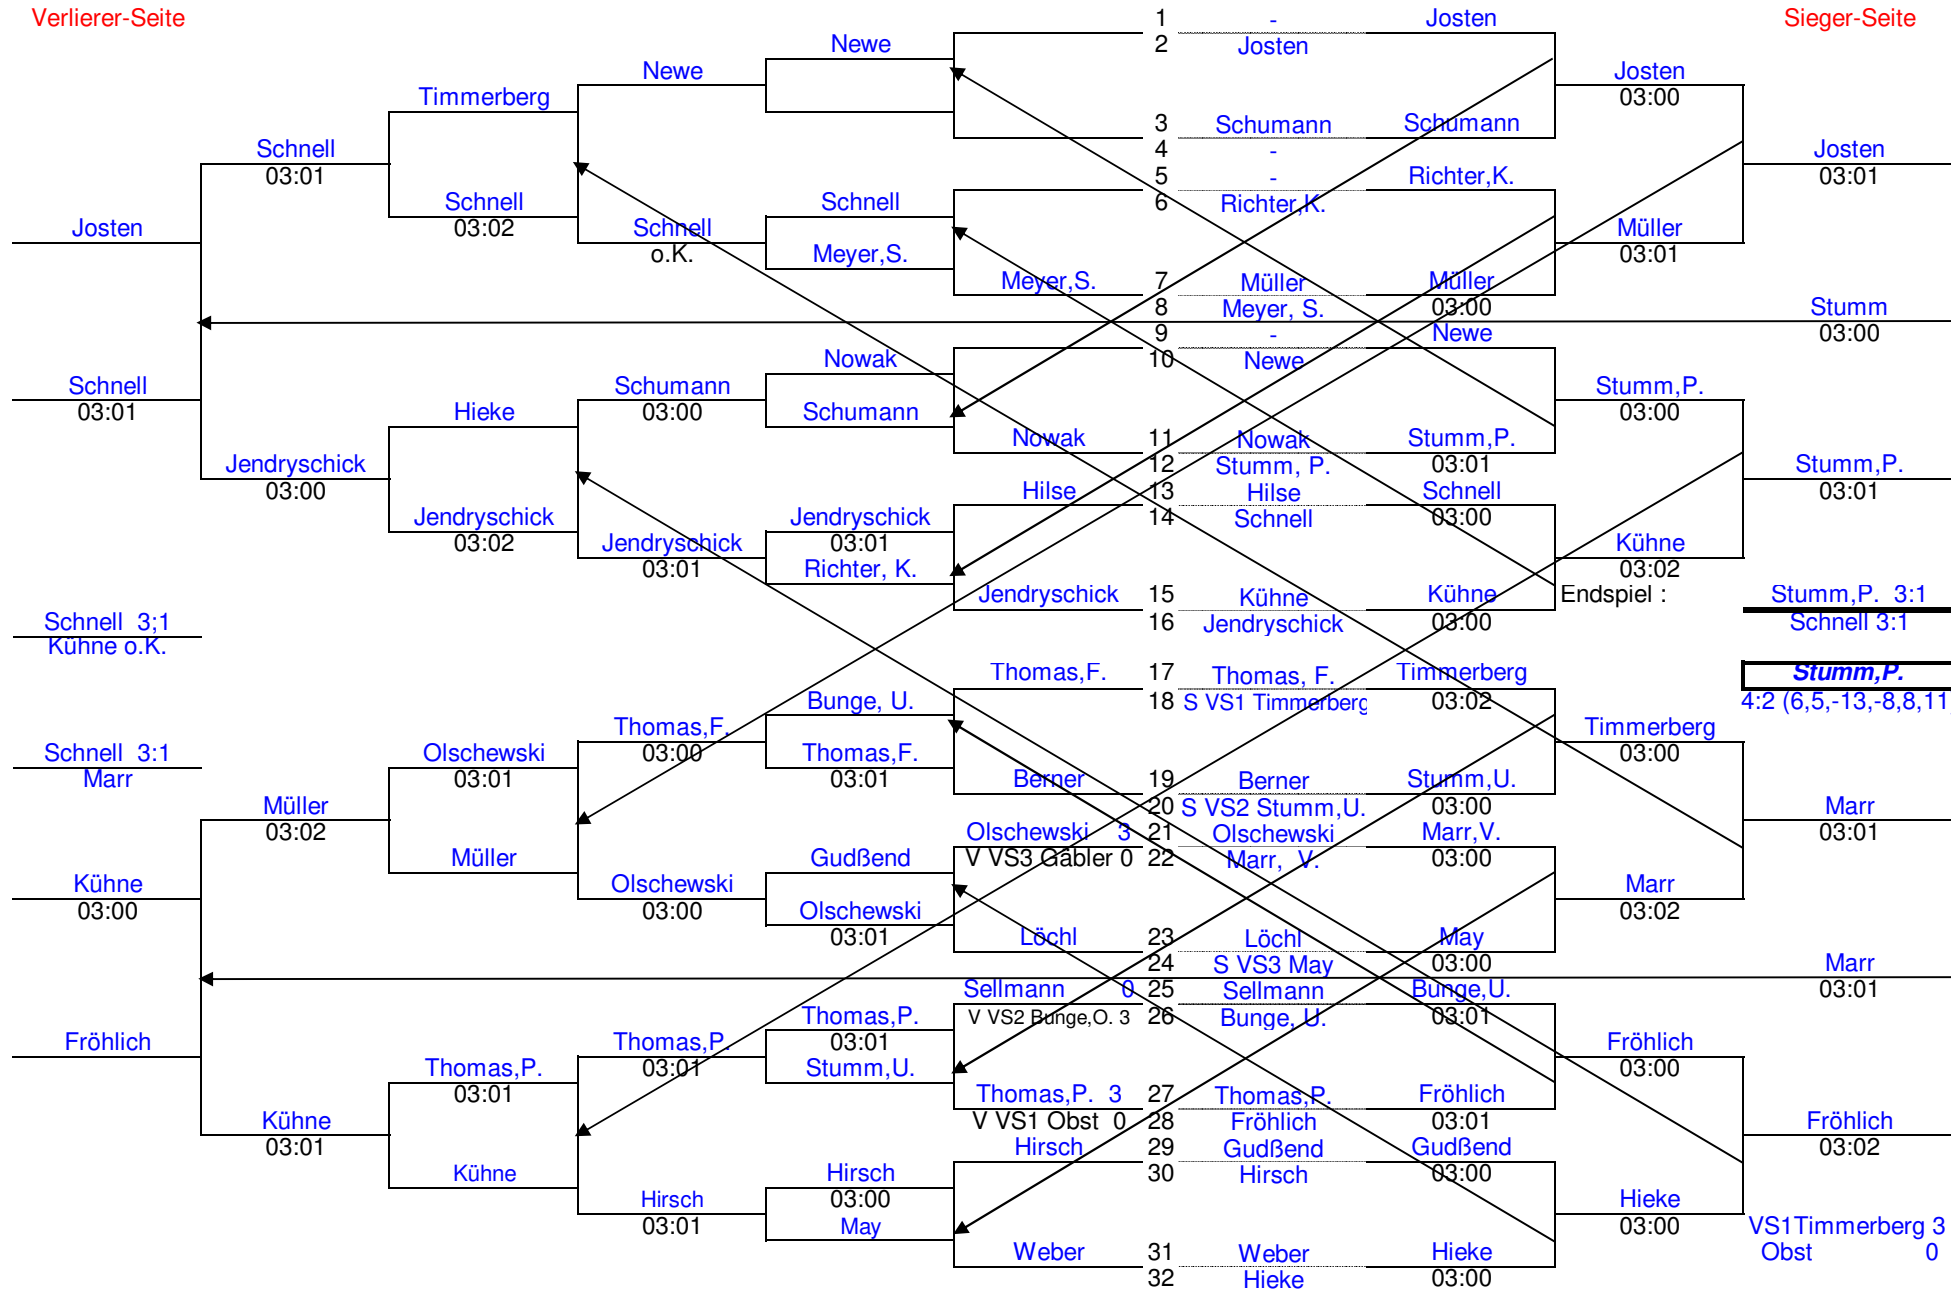 Verlierer-Seite
1 - Josten
Sieger-Seite
Newe
2 Josten
Newe
Josten
03:00
Timmerberg
3 Schumann Schumann
Schnell
03:01
4 -
Josten
03:01
5 - Richter,K.
Schnell
03:02
Schnell
6 Richter,K.
Josten
Schnell
o.K.
Müller
03:01
Meyer,S.
Meyer,S.
7 Müller Müller
8 Meyer, S. 03:00
Stumm
03:00
9 - Newe
10 Newe
Nowak
Schnell
03:01
Schumann
03:00
Stumm,P.
03:00
Hieke
Schumann
Nowak
11 Nowak Stumm,P.
12 Stumm, P. 03:01
Jendryschick
03:00
Stumm,P.
03:01
Hilse
13 Hilse Schnell
14 Schnell 03:00
Jendryschick
03:02
Jendryschick
03:01
Jendryschick
03:01
Kühne
03:02
Richter, K.
Jendryschick
15 Kühne Kühne
16 Jendryschick 03:00
Endspiel :
Stumm,P. 3:1
Schnell 3:1
Schnell 3;1
Kühne o.K.
Thomas,F.
17 Thomas, F. Timmerberg
18 S VS1 Timmerberg 03:02
Stumm,P.
4:2 (6,5,-13,-8,8,11
Bunge, U.
Thomas,F.
03:00
Timmerberg
03:00
Schnell 3:1
Marr
Olschewski
03:01
Thomas,F.
03:01
Berner
19 Berner Stumm,U.
20 S VS2 Stumm,U. 03:00
Müller
03:02
Marr
03:01
Olschewski 3
21 Olschewski Marr,V.
V VS3 Gäbler 0
22 Marr, V. 03:00
Müller
Gudßend
Kühne
03:00
Olschewski
03:00
Marr
03:02
Olschewski
03:01
Löchl
23 Löchl May
24 S VS3 May 03:00
Marr
03:01
Sellmann 0
25 Sellmann Bunge,U.
V VS2 Bunge,O. 3
26 Bunge, U. 03:01
Thomas,P.
03:01
Fröhlich
Thomas,P.
03:01
Fröhlich
03:00
Thomas,P.
03:01
Stumm,U.
Thomas,P. 3
27 Thomas,P. Fröhlich
V VS1 Obst 0
28 Fröhlich 03:01
Kühne
03:01
Fröhlich
03:02
Hirsch
29 Gudßend Gudßend
30 Hirsch 03:00
Kühne
Hirsch
03:00
Hirsch
03:01
Hieke
03:00
May
VS1Timmerberg 3
Obst 0
Weber
31 Weber Hieke
32 Hieke 03:00